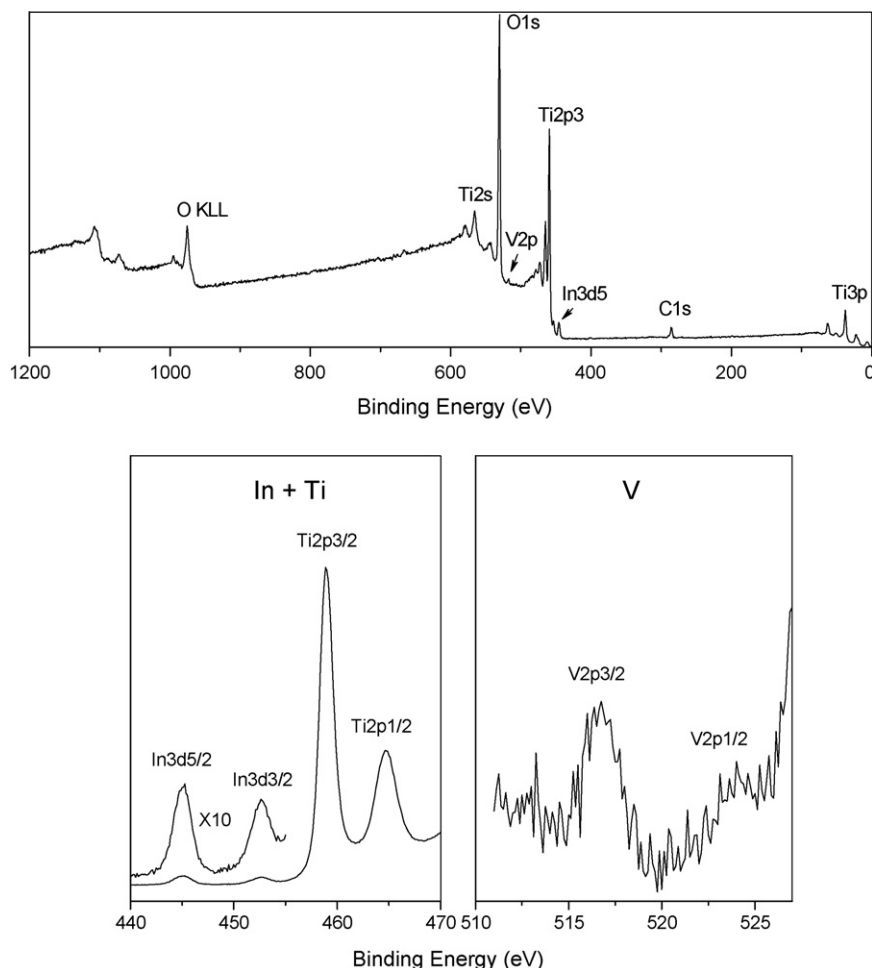 O1s
Ti2p3
Ti2s
O KLL
V2p
In3d5
C1s
Ti3p
1200 1000 800 600 400 200 0
Binding Energy (eV)
In + Ti V
Ti2p3/2
V2p3/2
Ti2p1/2
V2p1/2
In3d5/2 In3d3/2
X10
440 450 460 470 510 515 520 525
Binding Energy (eV)